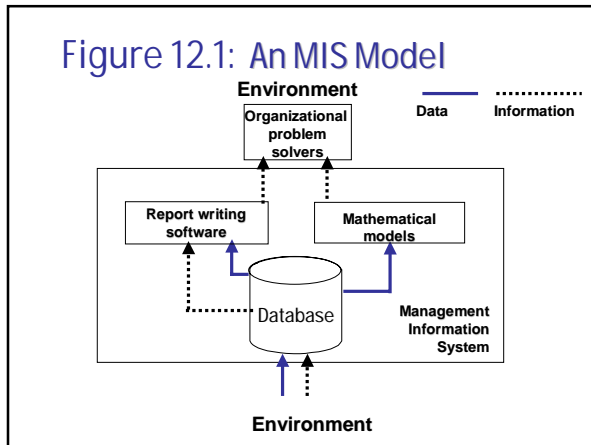 Figure 12.1: An MIS Model
Environment
Data
Information
Organizational
problem
solvers
Report writing
software
Mathematical
models
Database
Management
Information
System
Environment